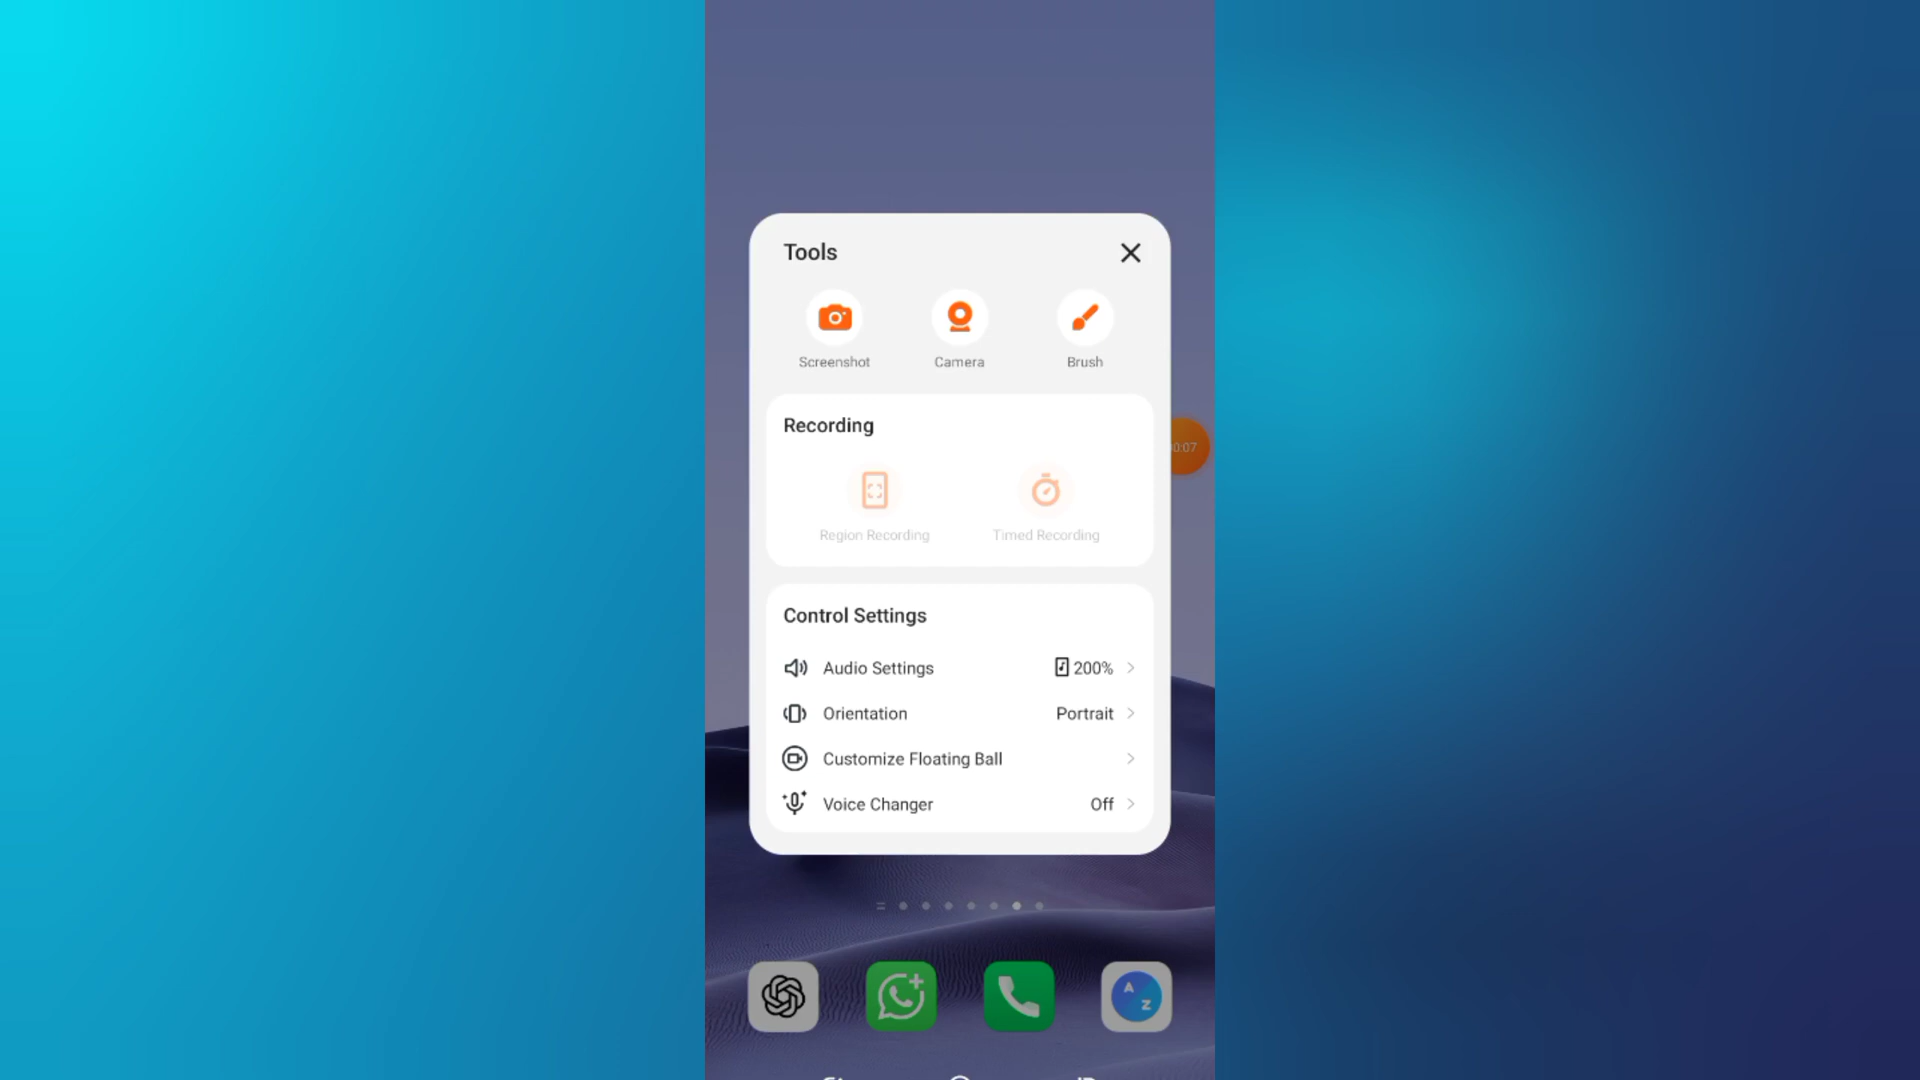 Tools
Screenshot
Camera
Brush
Recording
Region Recording
Timed Recording
Control Settings
Audio Settings 200%
Orientation Portrait
Customize Floating Ball
Voice Changer Off
A
Z